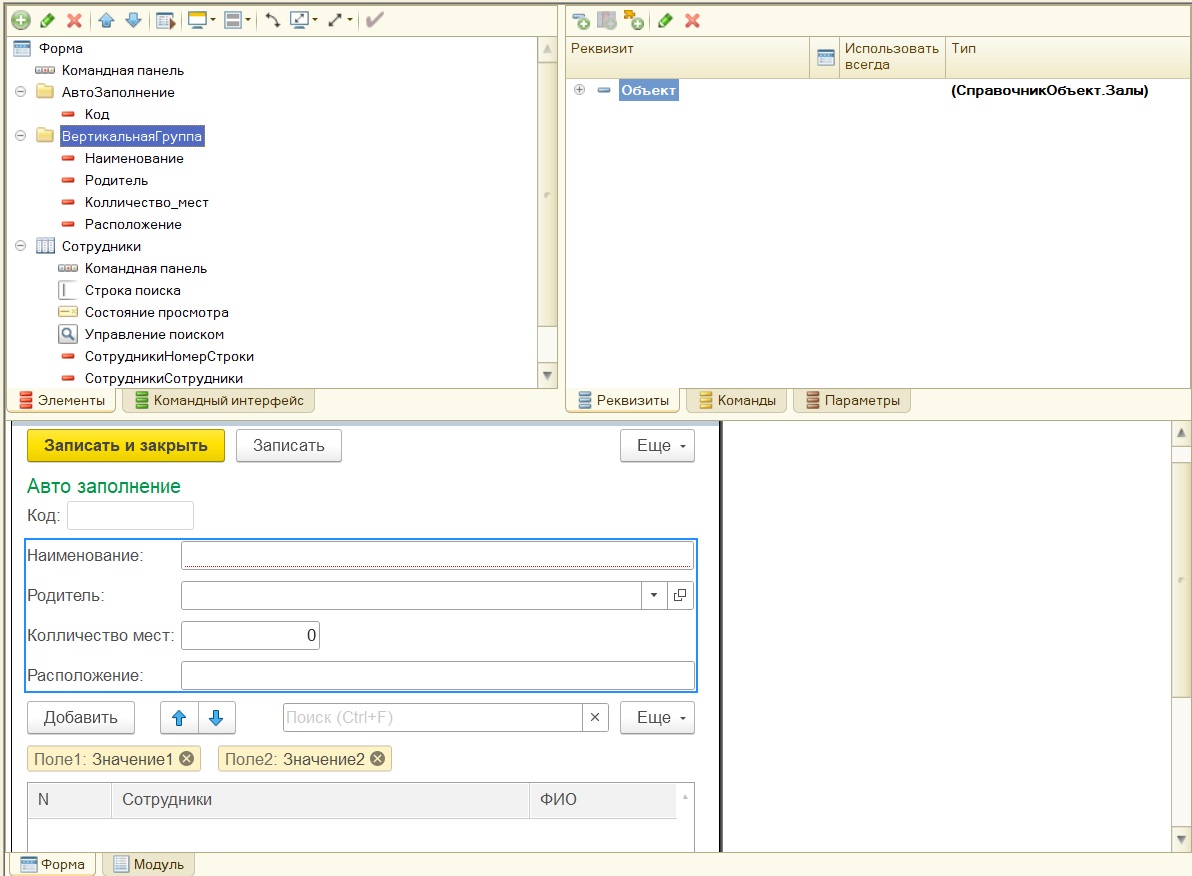 Форма
Командная панель
АвтоЗаполнение
Код
ВертикальнаяГруппа
Наименование
Родитель
Колличество_мест
Расположение
Сотрудники
Командная панель
Строка поиска
Состояние просмотра
Управление поиском
СотрудникиНомерСтроки
СотрудникиСотрудники
Элементы Командный интерфейс
Реквизит Использовать всегда Тип
Объект (СправочникОбъект.Залы)
Реквизиты Команды Параметры
Записать и закрыть Записать Еще
Авто заполнение
Код:
Наименование:
Родитель:
Колличество мест: 0
Расположение:
Добавить Поиск (Ctrl+F) × Еще
Поле1: Значение1 Поле2: Значение2
N Сотрудники ФИО
Форма Модуль